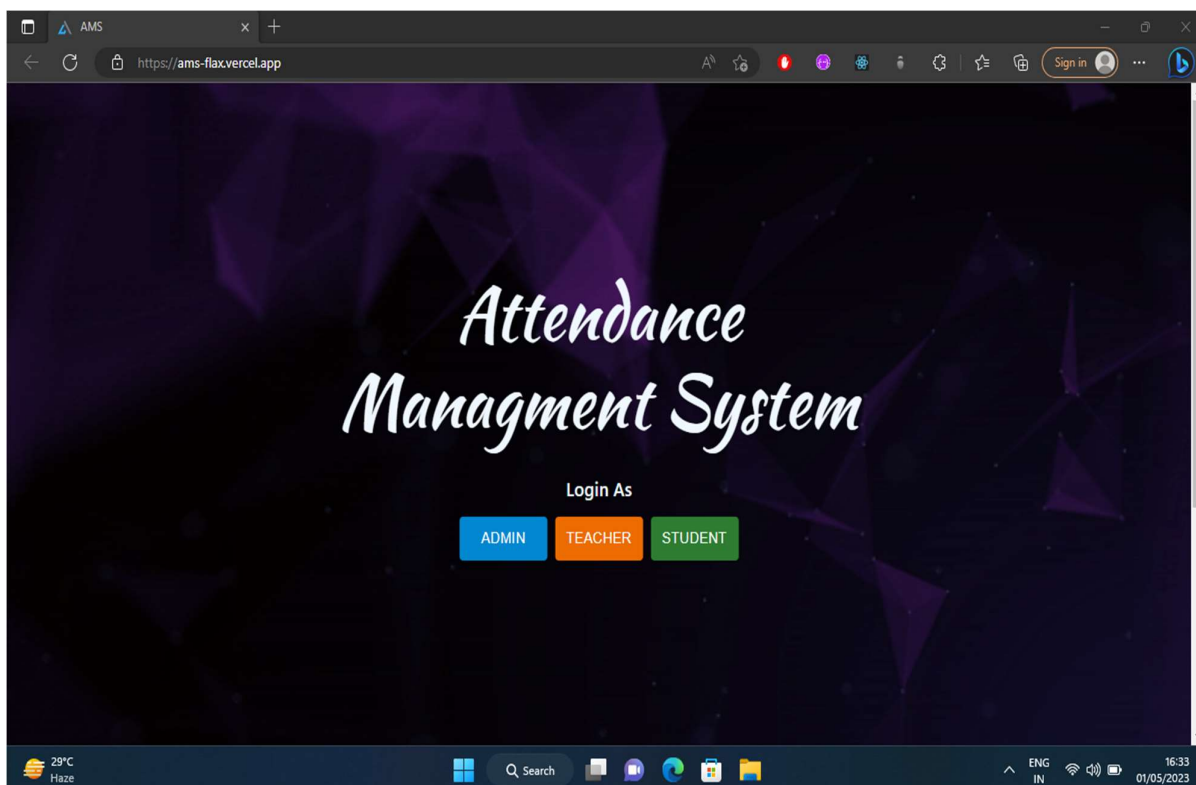 AMS
https://ams-flax.vercel.app
Sign in
Attendance
Managment System
Login As
ADMIN TEACHER STUDENT
29°C
Haze
Search
ENG
IN
16:33
01/05/2023